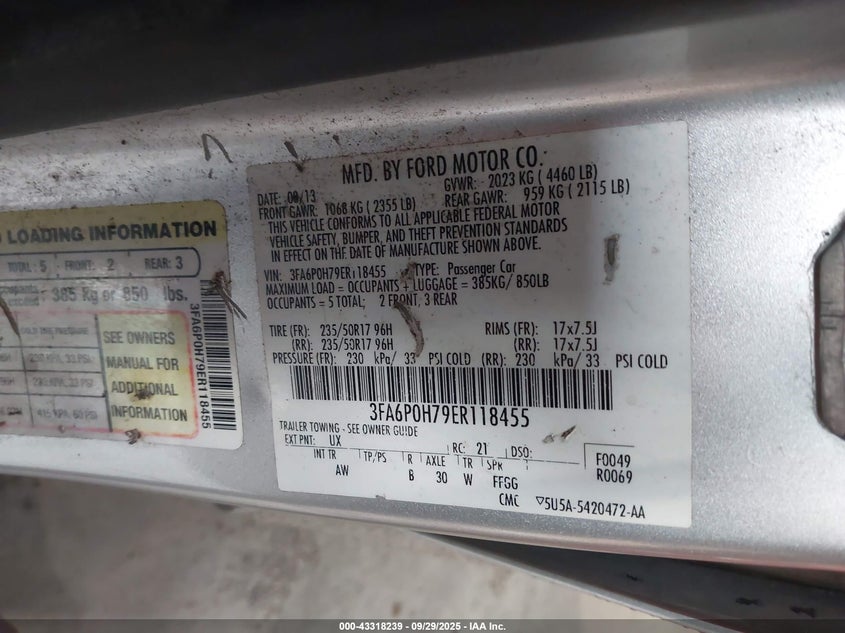 LOADING INFORMATION
TOTAL: 5 FRONT: 2 REAR: 3
exceed 385 Kg or 850 lbs.
SEE OWNERS
MANUAL FOR
ADDITIONAL
INFORMATION
3FA6P0H79ER118455
MFD. BY FORD MOTOR CO.
DATE: 13 GVWR: 2023 KG ( 4460 LB)
FRONT GAWR: 1068 KG ( 2355 LB) REAR GAWR: 959 KG ( 2115 LB)
THIS VEHICLE CONFORMS TO ALL APPLICABLE FEDERAL MOTOR
VEHICLE SAFETY, BUMPER, AND THEFT PREVENTION STANDARDS
IN EFFECT ON THE DATE OF MANUFACTURE SHOWN ABOVE.
VIN: 3FA6P0H79ER118455 TYPE: Passenger Car
MAXIMUM LOAD = OCCUPANTS + LUGGAGE = 385KG/ 850LB
OCCUPANTS = 5 TOTAL; 2 FRONT, 3 REAR
TIRE (FR): 235/50R17 96H RIMS (FR): 17x7.5J
(RR): 235/50R17 96H (RR): 17x7.5J
PRESSURE (FR): 230 kPa/ 33 PSI COLD (RR): 230 kPa/ 33 PSI COLD
3FA6P0H79ER118455
TRAILER TOWING - SEE OWNER GUIDE
EXT PNT: UX RC: 21 DSO: F0049
INT TR TP/PS R AXLE TR SPR R0069
AW B 30 W FFGG
CMC ▽5U5A-5420472-AA
000-43318239 - 09/29/2025 - IAA Inc.